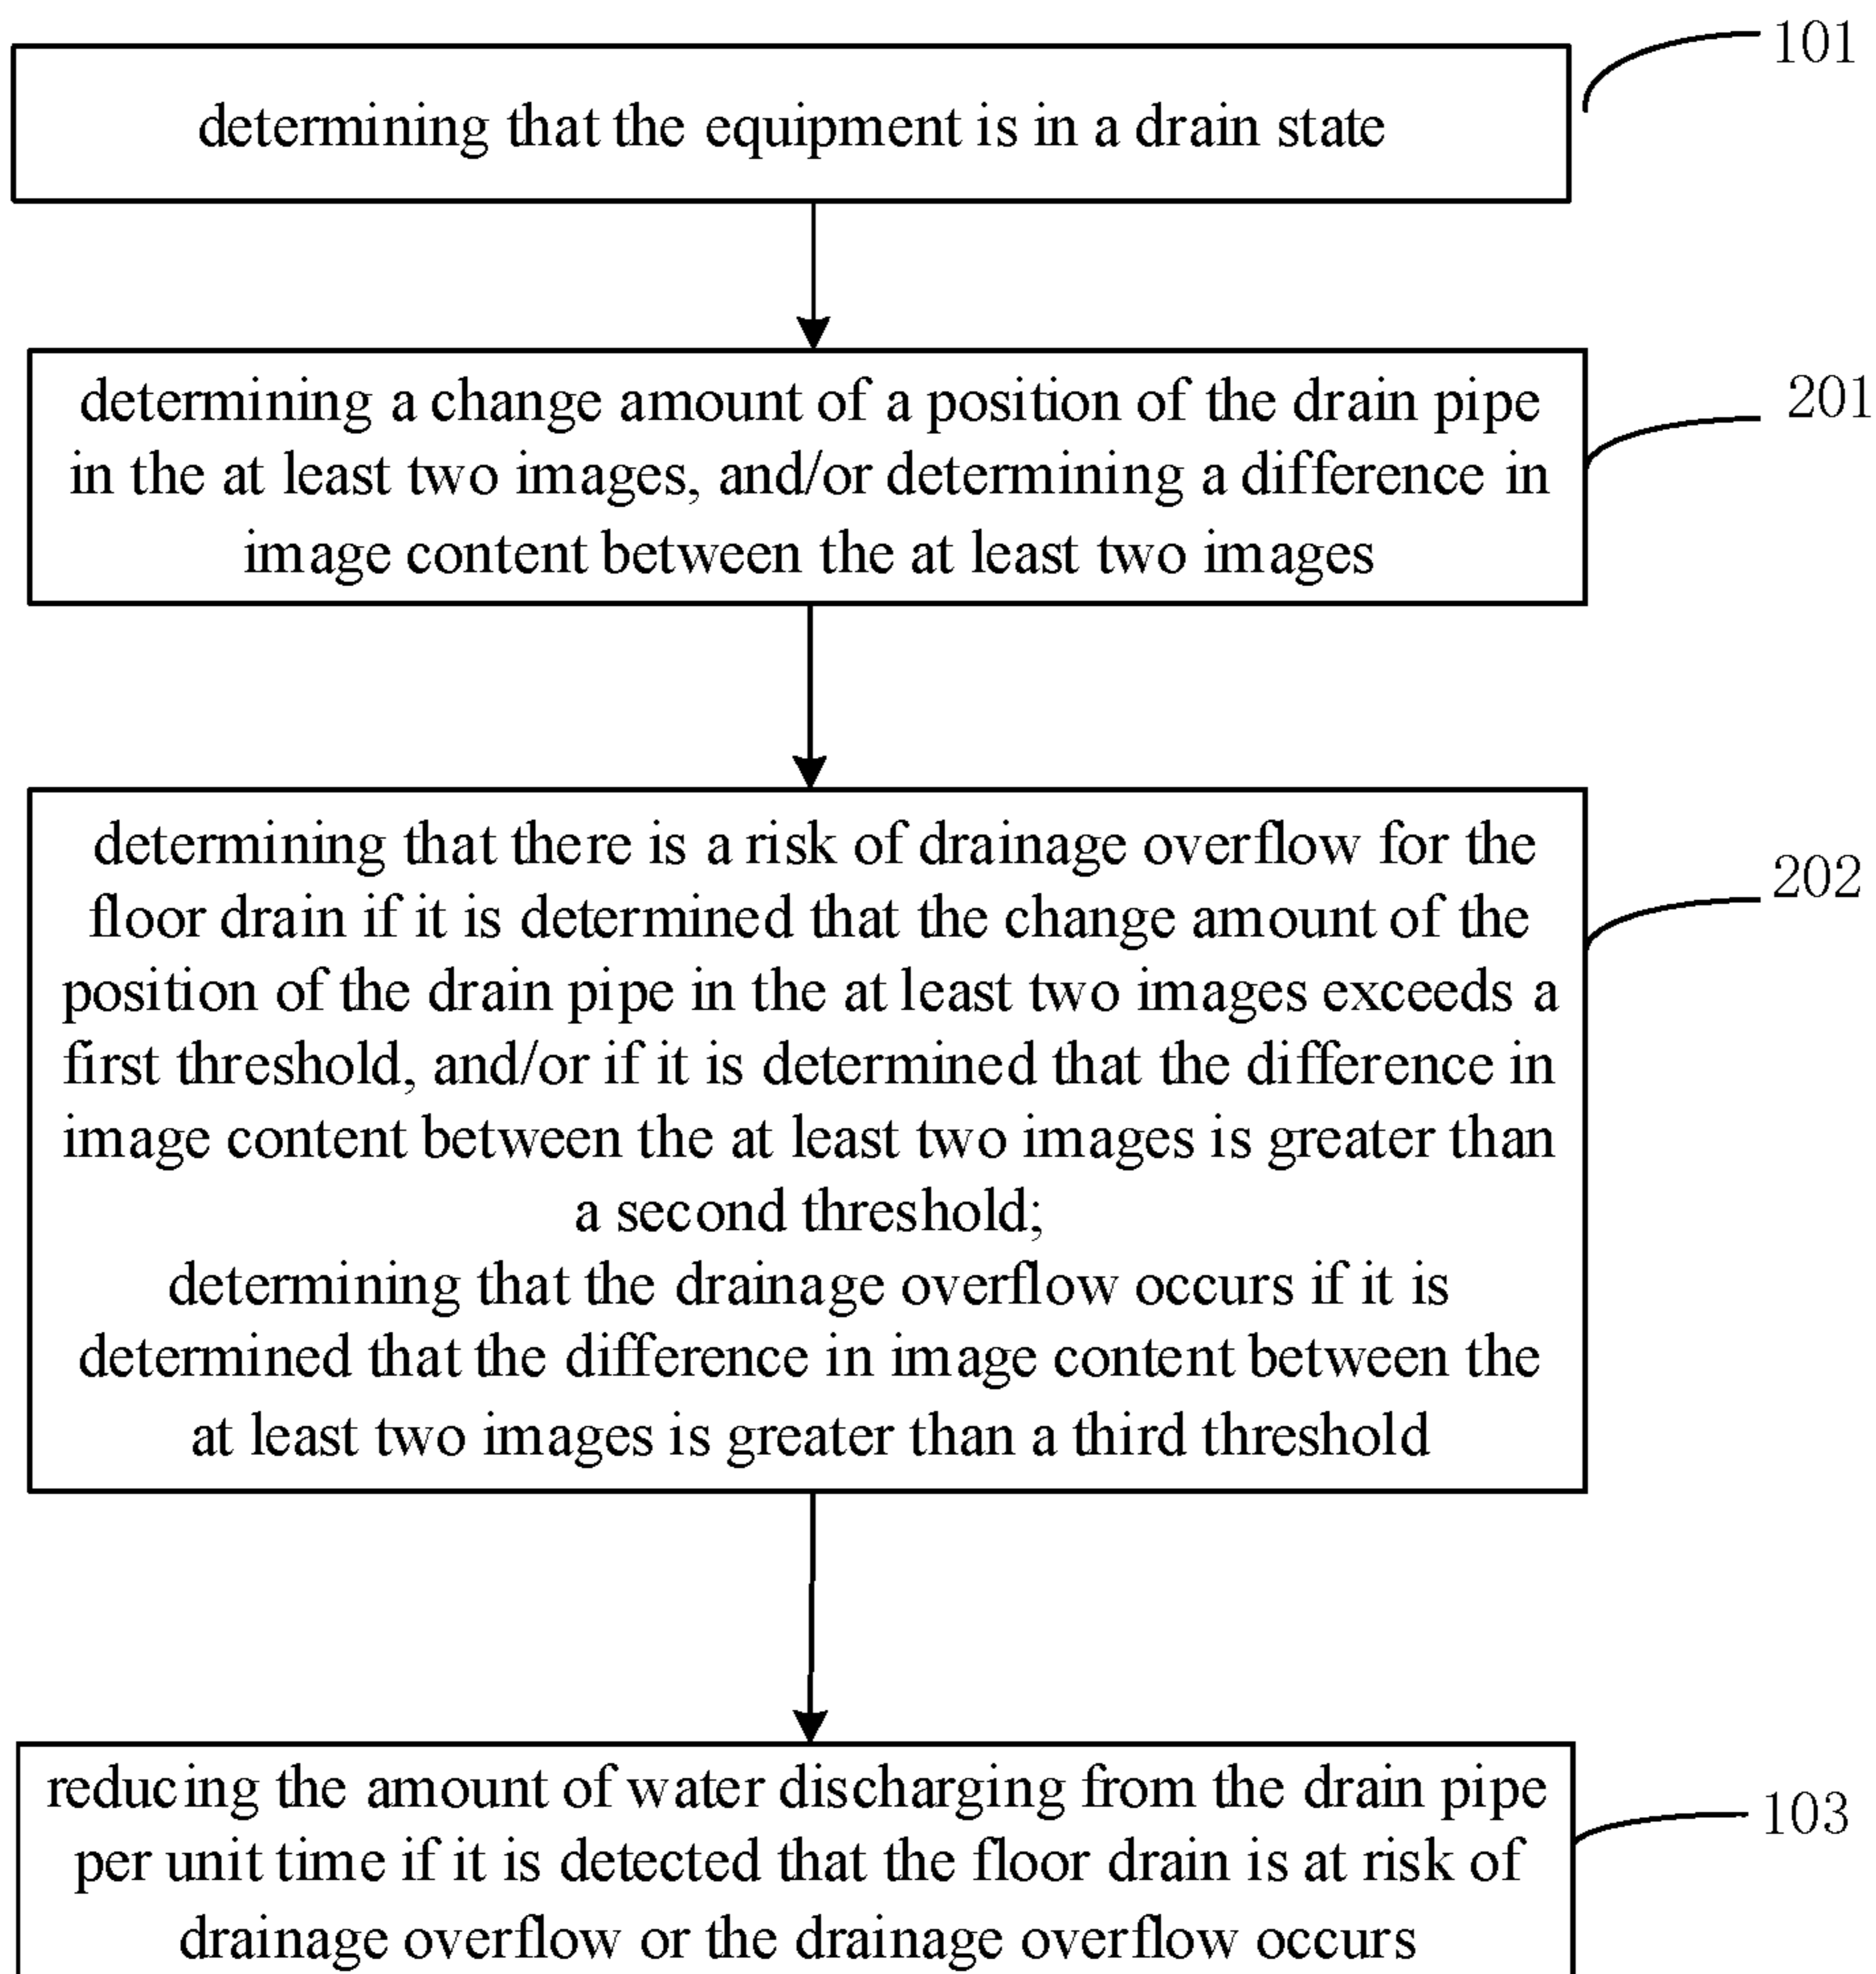 101
determining that the equipment is in a drain state
201
determining a change amount of a position of the drain pipe
in the at least two images, and/or determining a difference in
image content between the at least two images
202
determining that there is a risk of drainage overflow for the
floor drain if it is determined that the change amount of the
position of the drain pipe in the at least two images exceeds a
first threshold, and/or if it is determined that the difference in
image content between the at least two images is greater than
a second threshold;
determining that the drainage overflow occurs if it is
determined that the difference in image content between the
at least two images is greater than a third threshold
103
reducing the amount of water discharging from the drain pipe
per unit time if it is detected that the floor drain is at risk of
drainage overflow or the drainage overflow occurs